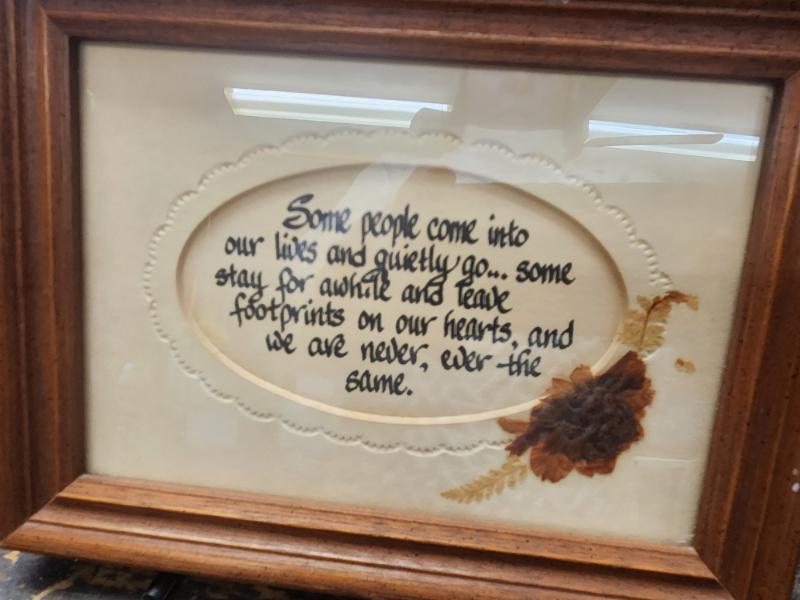 Some people come into
our lives and quietly go... some
stay for awhile and leave
footprints on our hearts, and
we are never, ever the
same.